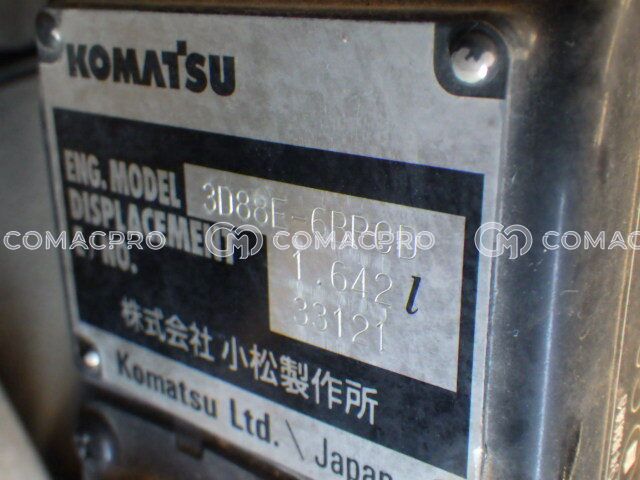 KOMATSU
ENG. MODEL
DISPLACEMENT 1.642 l
NO. 33121
COMACPRO COMACPRO COMACPRO
株式会社 小松製作所
Komatsu Ltd. \ Japan